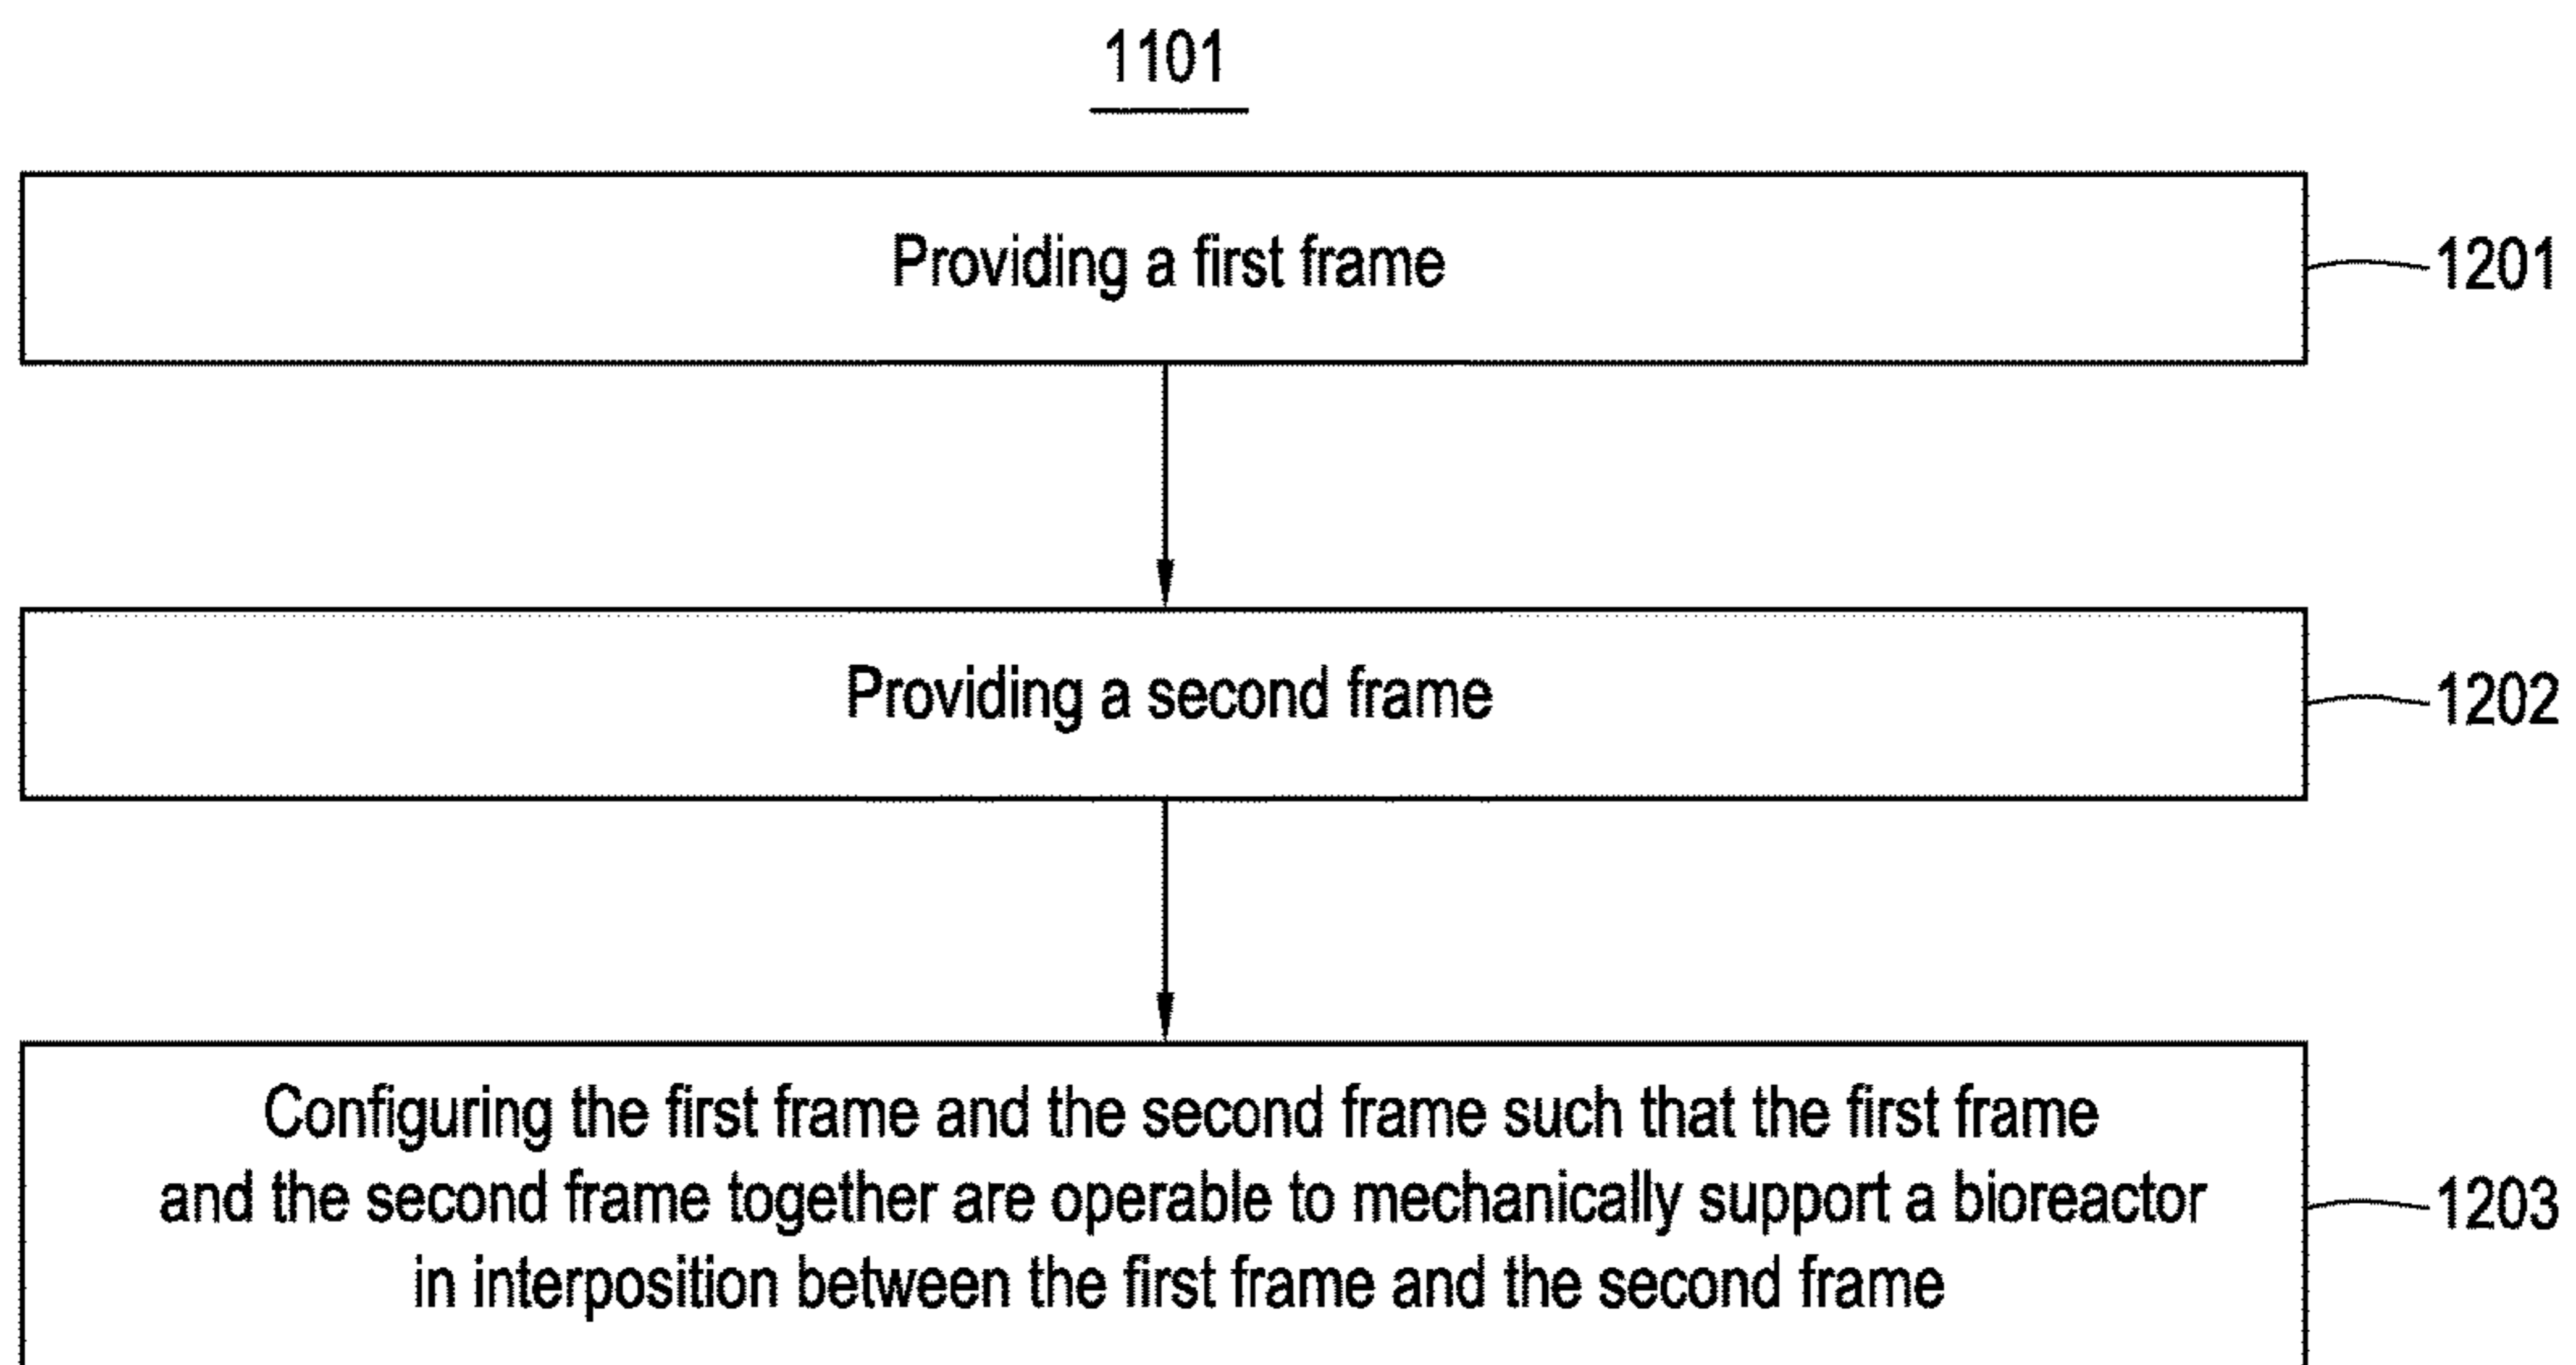 1101
Providing a first frame
1201
Providing a second frame
1202
Configuring the first frame and the second frame such that the first frame
and the second frame together are operable to mechanically support a bioreactor
in interposition between the first frame and the second frame
1203